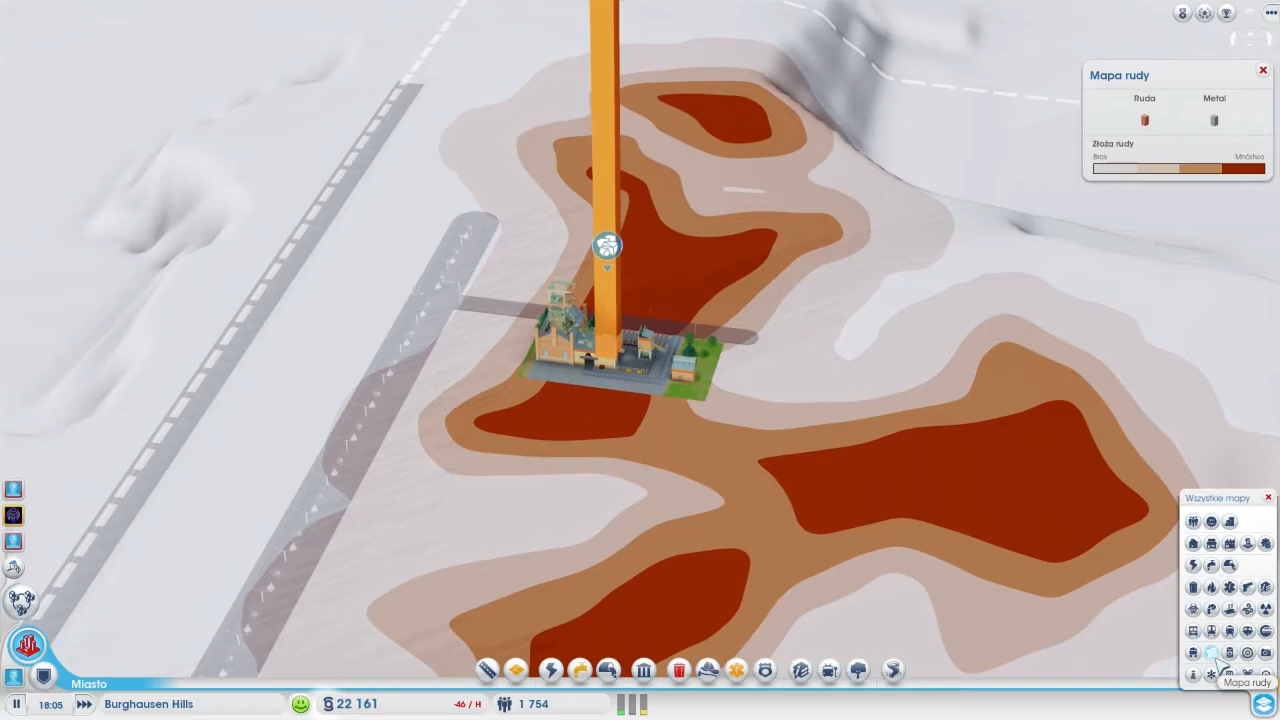 Mapa rudy
Ruda Metal
Złoża rudy
Brak Mnóstwo
Wszystkie mapy
Mapa rudy
Miasto
18:05 Burghausen Hills 22 161 -46 / H 1 754